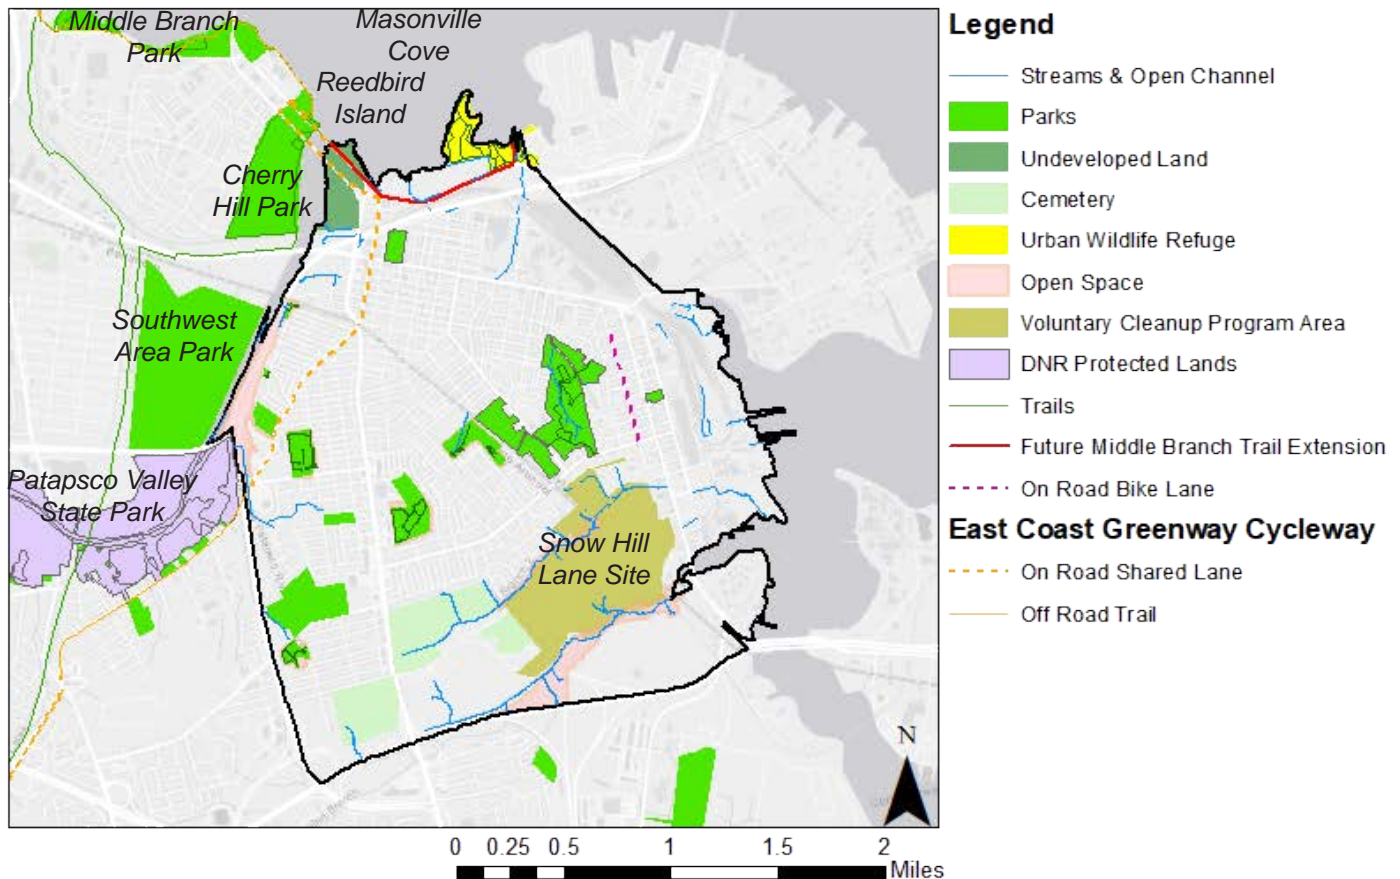 Middle Branch
Park
Masonville
Cove
Reedbird
Island
Cherry
Hill Park
Southwest
Area Park
Patapsco Valley
State Park
Snow Hill
Lane Site
N
0 0.25 0.5 1 1.5 2
Miles
Legend
Streams & Open Channel
Parks
Undeveloped Land
Cemetery
Urban Wildlife Refuge
Open Space
Voluntary Cleanup Program Area
DNR Protected Lands
Trails
Future Middle Branch Trail Extension
On Road Bike Lane
East Coast Greenway Cycleway
On Road Shared Lane
Off Road Trail